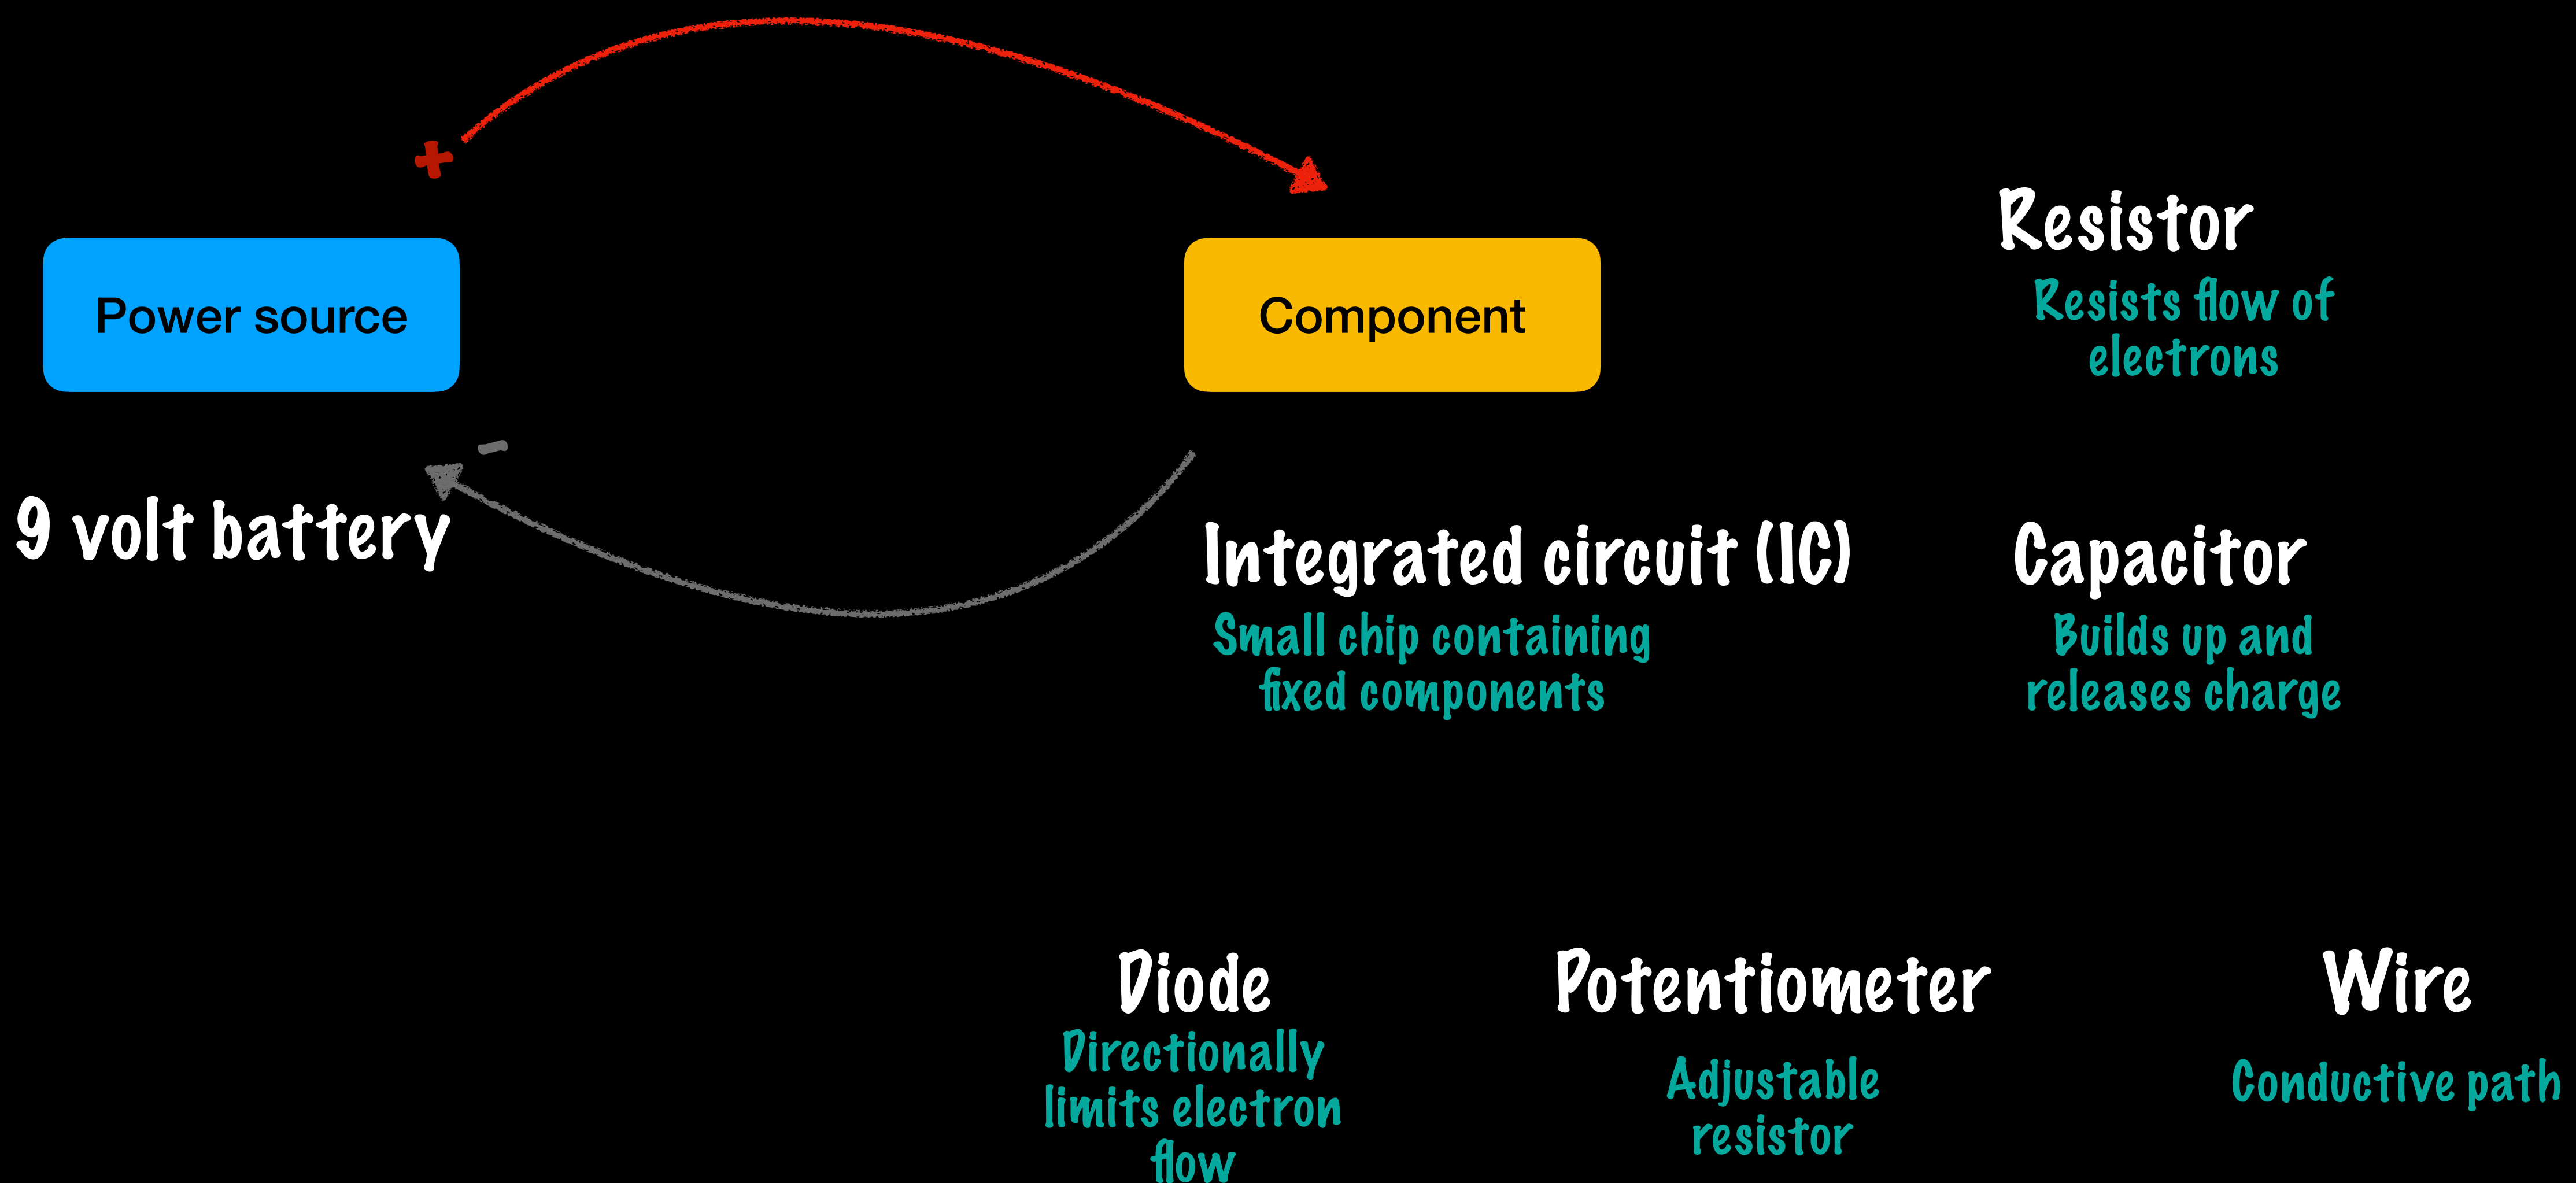 +
Power source
-
9 volt battery
Component
Integrated circuit (IC)
Small chip containing
fixed components
Resistor
Resists flow of
electrons
Capacitor
Builds up and
releases charge
Diode
Directionally
limits electron
flow
Potentiometer
Adjustable
resistor
Wire
Conductive path